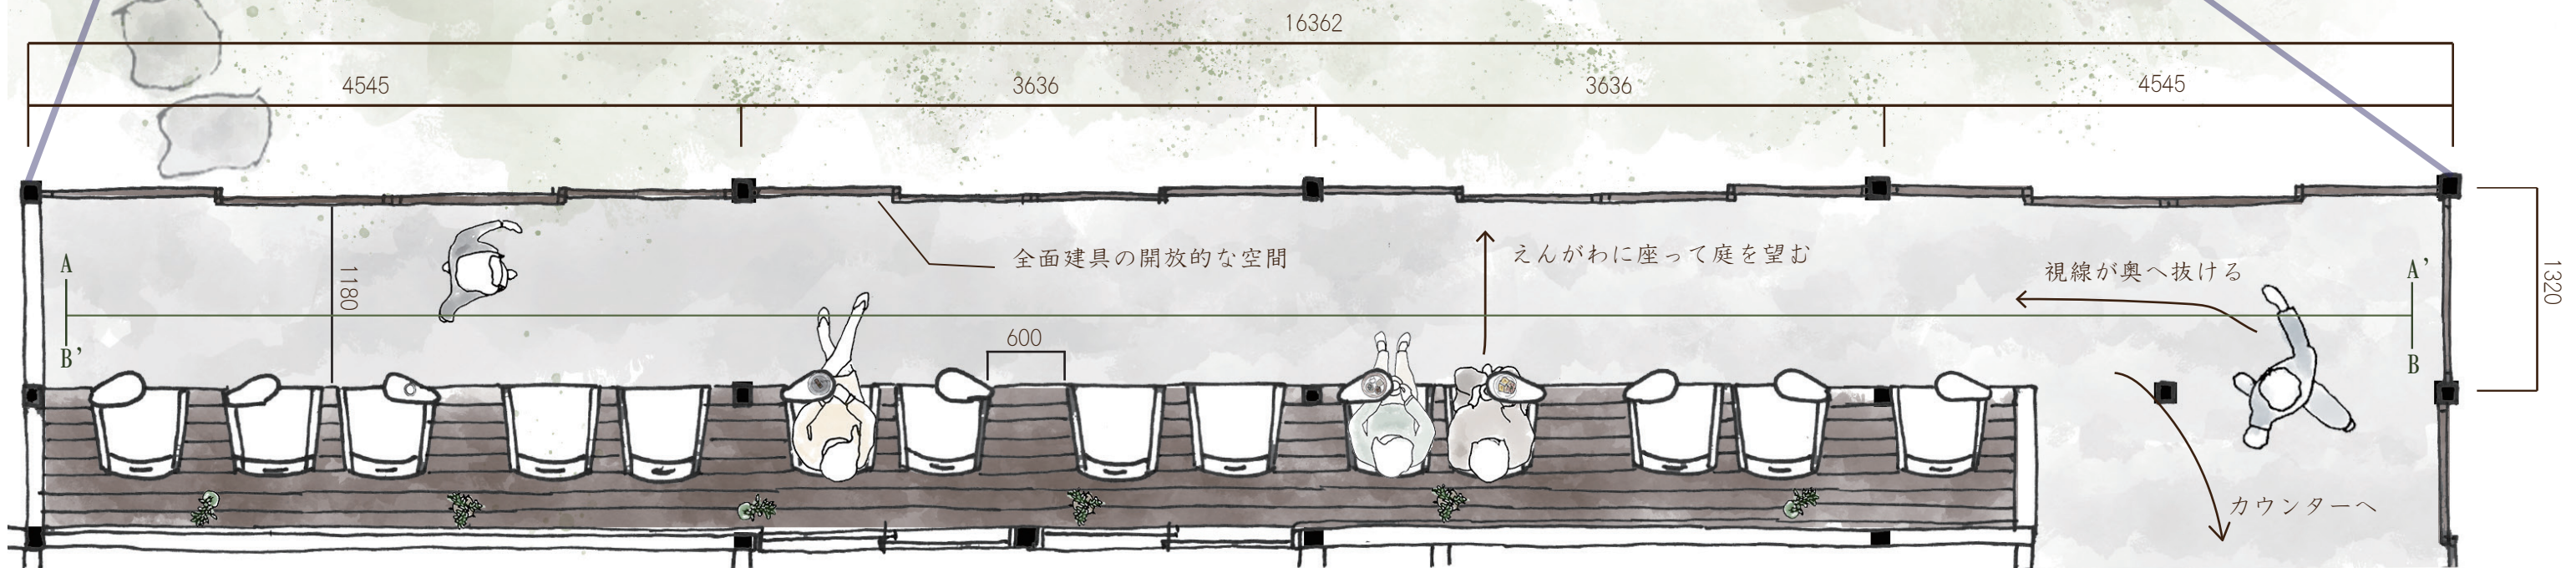 16362
4545
3636
3636
4545
全面建具の開放的な空間
えんがわに座って庭を望む
視線が奥へ抜ける
A
B’
1180
600
A’
B
1320
カウンターへ